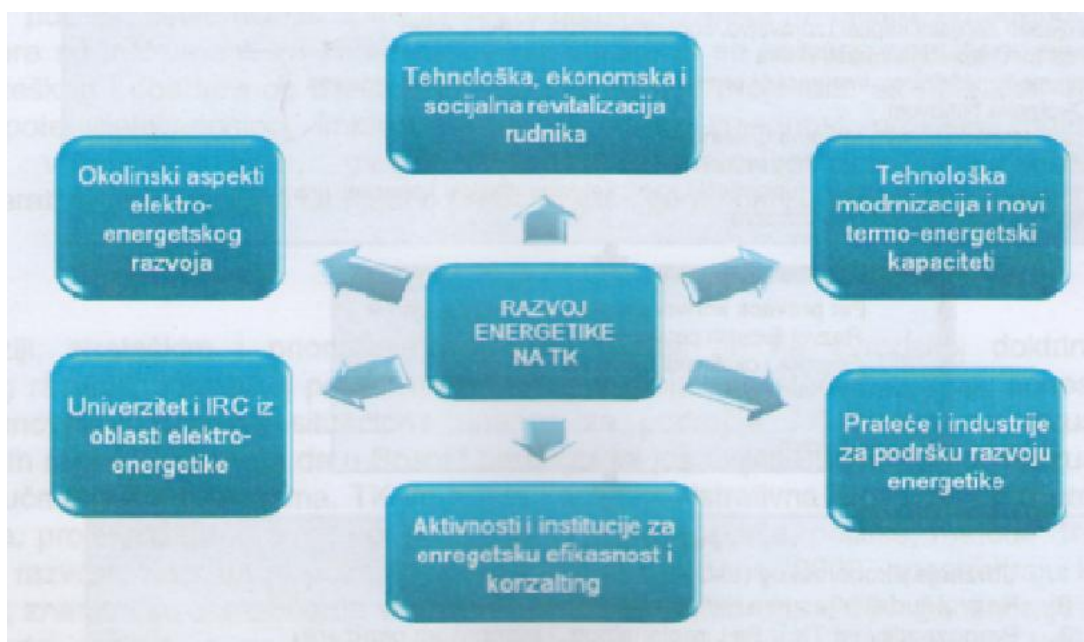 Tehnološka, ekonomska i
socijalna revitalizacija
rudnika
Okolinski aspekti
elektro-
energetskog
razvoja
Tehnološka
modrnizacija i novi
termo-energetski
kapaciteti
RAZVOJ
ENERGETIKE
NA TK
Univerzitet i IRC iz
oblasti elektro-
energetike
Prateće i industrije
za podršku razvoju
energetike
Aktivnosti i institucije za
enregetsku efikasnost i
konzalting